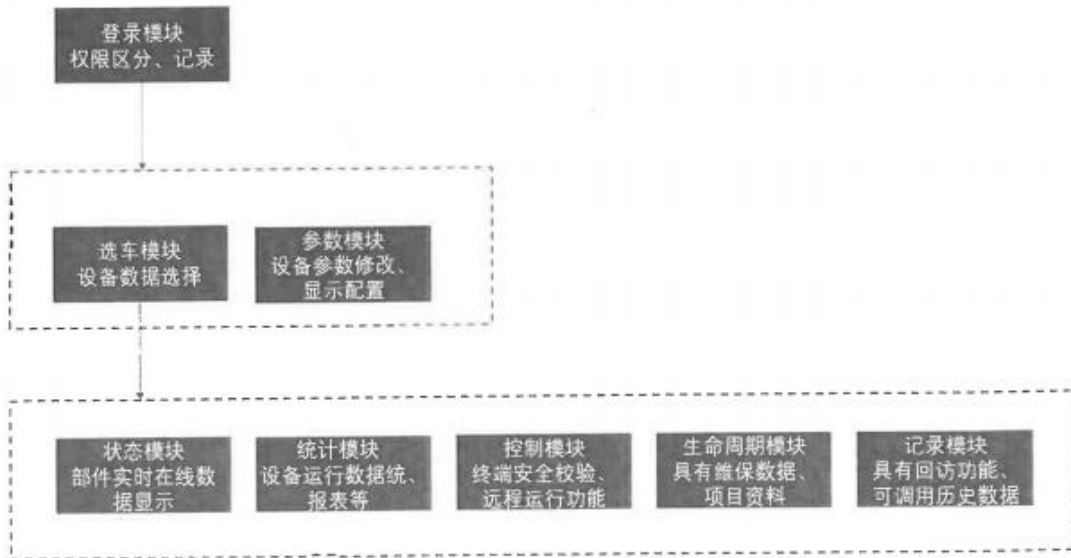 登录模块
权限区分、记录
选车模块
设备数据选择
参数模块
设备参数修改、
显示配置
状态模块
部件实时在线数
据显示
统计模块
设备运行数据统、
报表等
控制模块
终端安全校验、
远程运行功能
生命周期模块
具有维保数据、
项目资料
记录模块
具有回访功能、
可调用历史数据